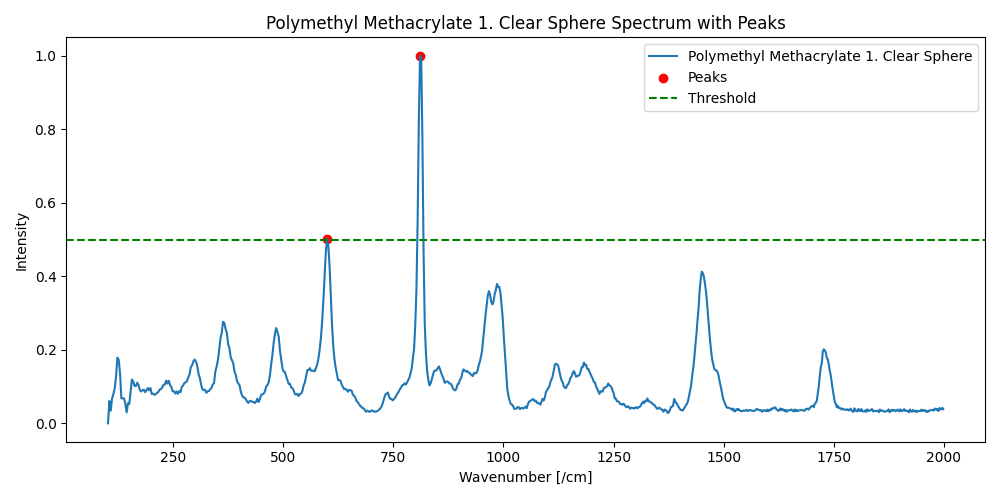 Polymethyl Methacrylate 1. Clear Sphere Spectrum with Peaks
Polymethyl Methacrylate 1. Clear Sphere
Peaks
Threshold
Intensity
1.0
0.8
0.6
0.4
0.2
0.0
250
500
750
1000
1250
1500
1750
2000
Wavenumber [/cm]